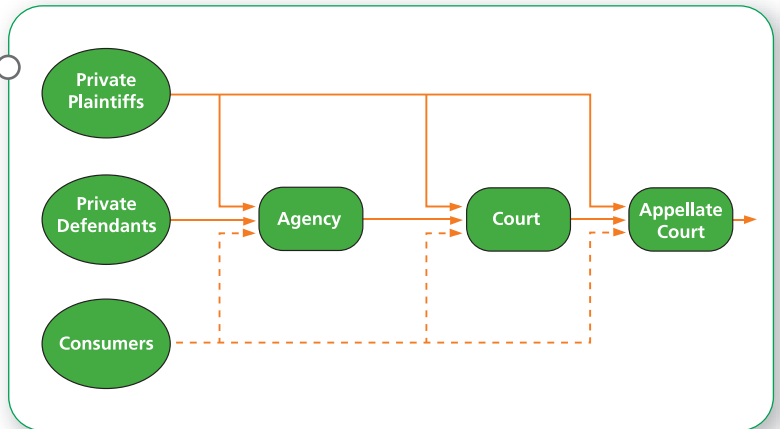 Private
Plaintiffs
Private
Defendants
Agency
Court
Appellate
Court
Consumers